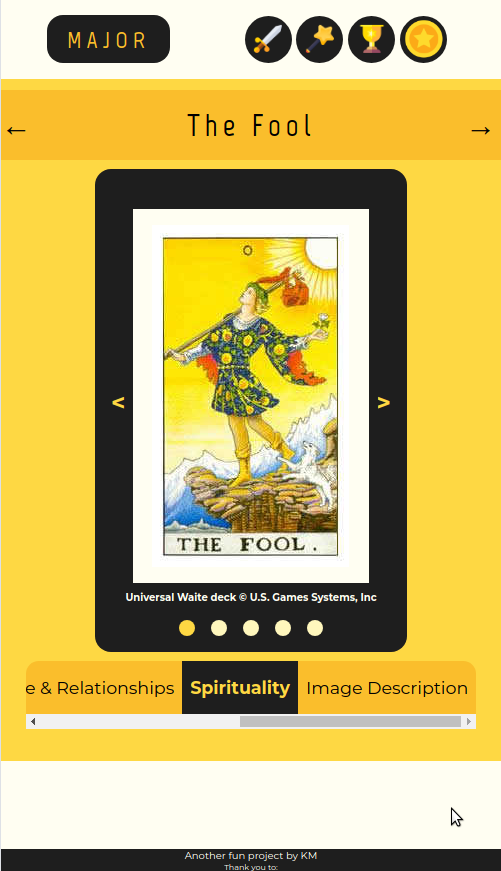 MAJOR
← The Fool →
0
THE FOOL.
< >
Universal Waite deck © U.S. Games Systems, Inc
e & Relationships Spirituality Image Description
Another fun project by KM
Thank you to: